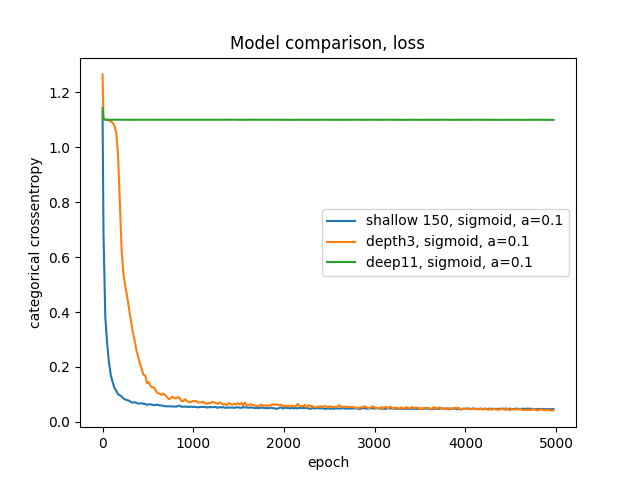 Model comparison, loss
categorical crossentropy
1.2
1.0
0.8
0.6
0.4
0.2
0.0
shallow 150, sigmoid, a=0.1
depth3, sigmoid, a=0.1
deep11, sigmoid, a=0.1
0 1000 2000 3000 4000 5000
epoch